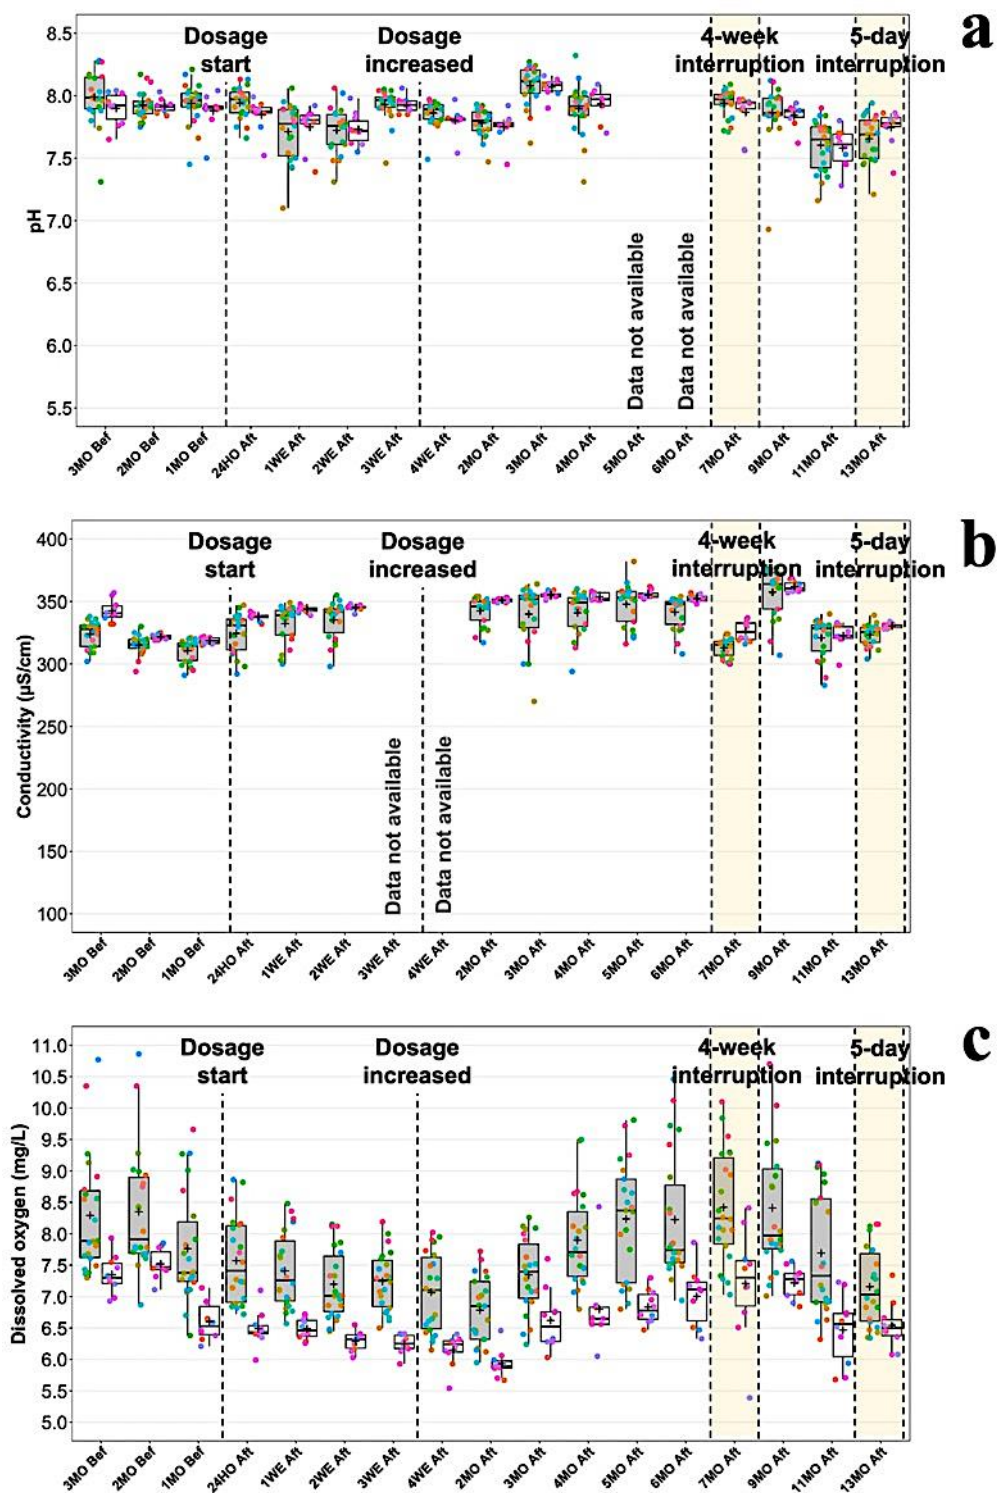 a
Dosage
start
Dosage
increased
4-week
interruption
5-day
interruption
8.5
8.0
7.5
7.0
6.5
6.0
5.5
pH
Data not available
Data not available
3MO Bef
2MO Bef
1MO Bef
24HO Aft
1WE Aft
2WE Aft
3WE Aft
4WE Aft
2MO Aft
3MO Aft
4MO Aft
5MO Aft
6MO Aft
7MO Aft
9MO Aft
11MO Aft
13MO Aft
b
Dosage
start
Dosage
increased
4-week
interruption
5-day
interruption
400
350
300
250
200
150
100
Conductivity (µS/cm)
Data not available
Data not available
3MO Bef
2MO Bef
1MO Bef
24HO Aft
1WE Aft
2WE Aft
3WE Aft
4WE Aft
2MO Aft
3MO Aft
4MO Aft
5MO Aft
6MO Aft
7MO Aft
9MO Aft
11MO Aft
13MO Aft
c
Dosage
start
Dosage
increased
4-week
interruption
5-day
interruption
11.0
10.5
10.0
9.5
9.0
8.5
8.0
7.5
7.0
6.5
6.0
5.5
5.0
Dissolved oxygen (mg/L)
3MO Bef
2MO Bef
1MO Bef
24HO Aft
1WE Aft
2WE Aft
3WE Aft
4WE Aft
2MO Aft
3MO Aft
4MO Aft
5MO Aft
6MO Aft
7MO Aft
9MO Aft
11MO Aft
13MO Aft